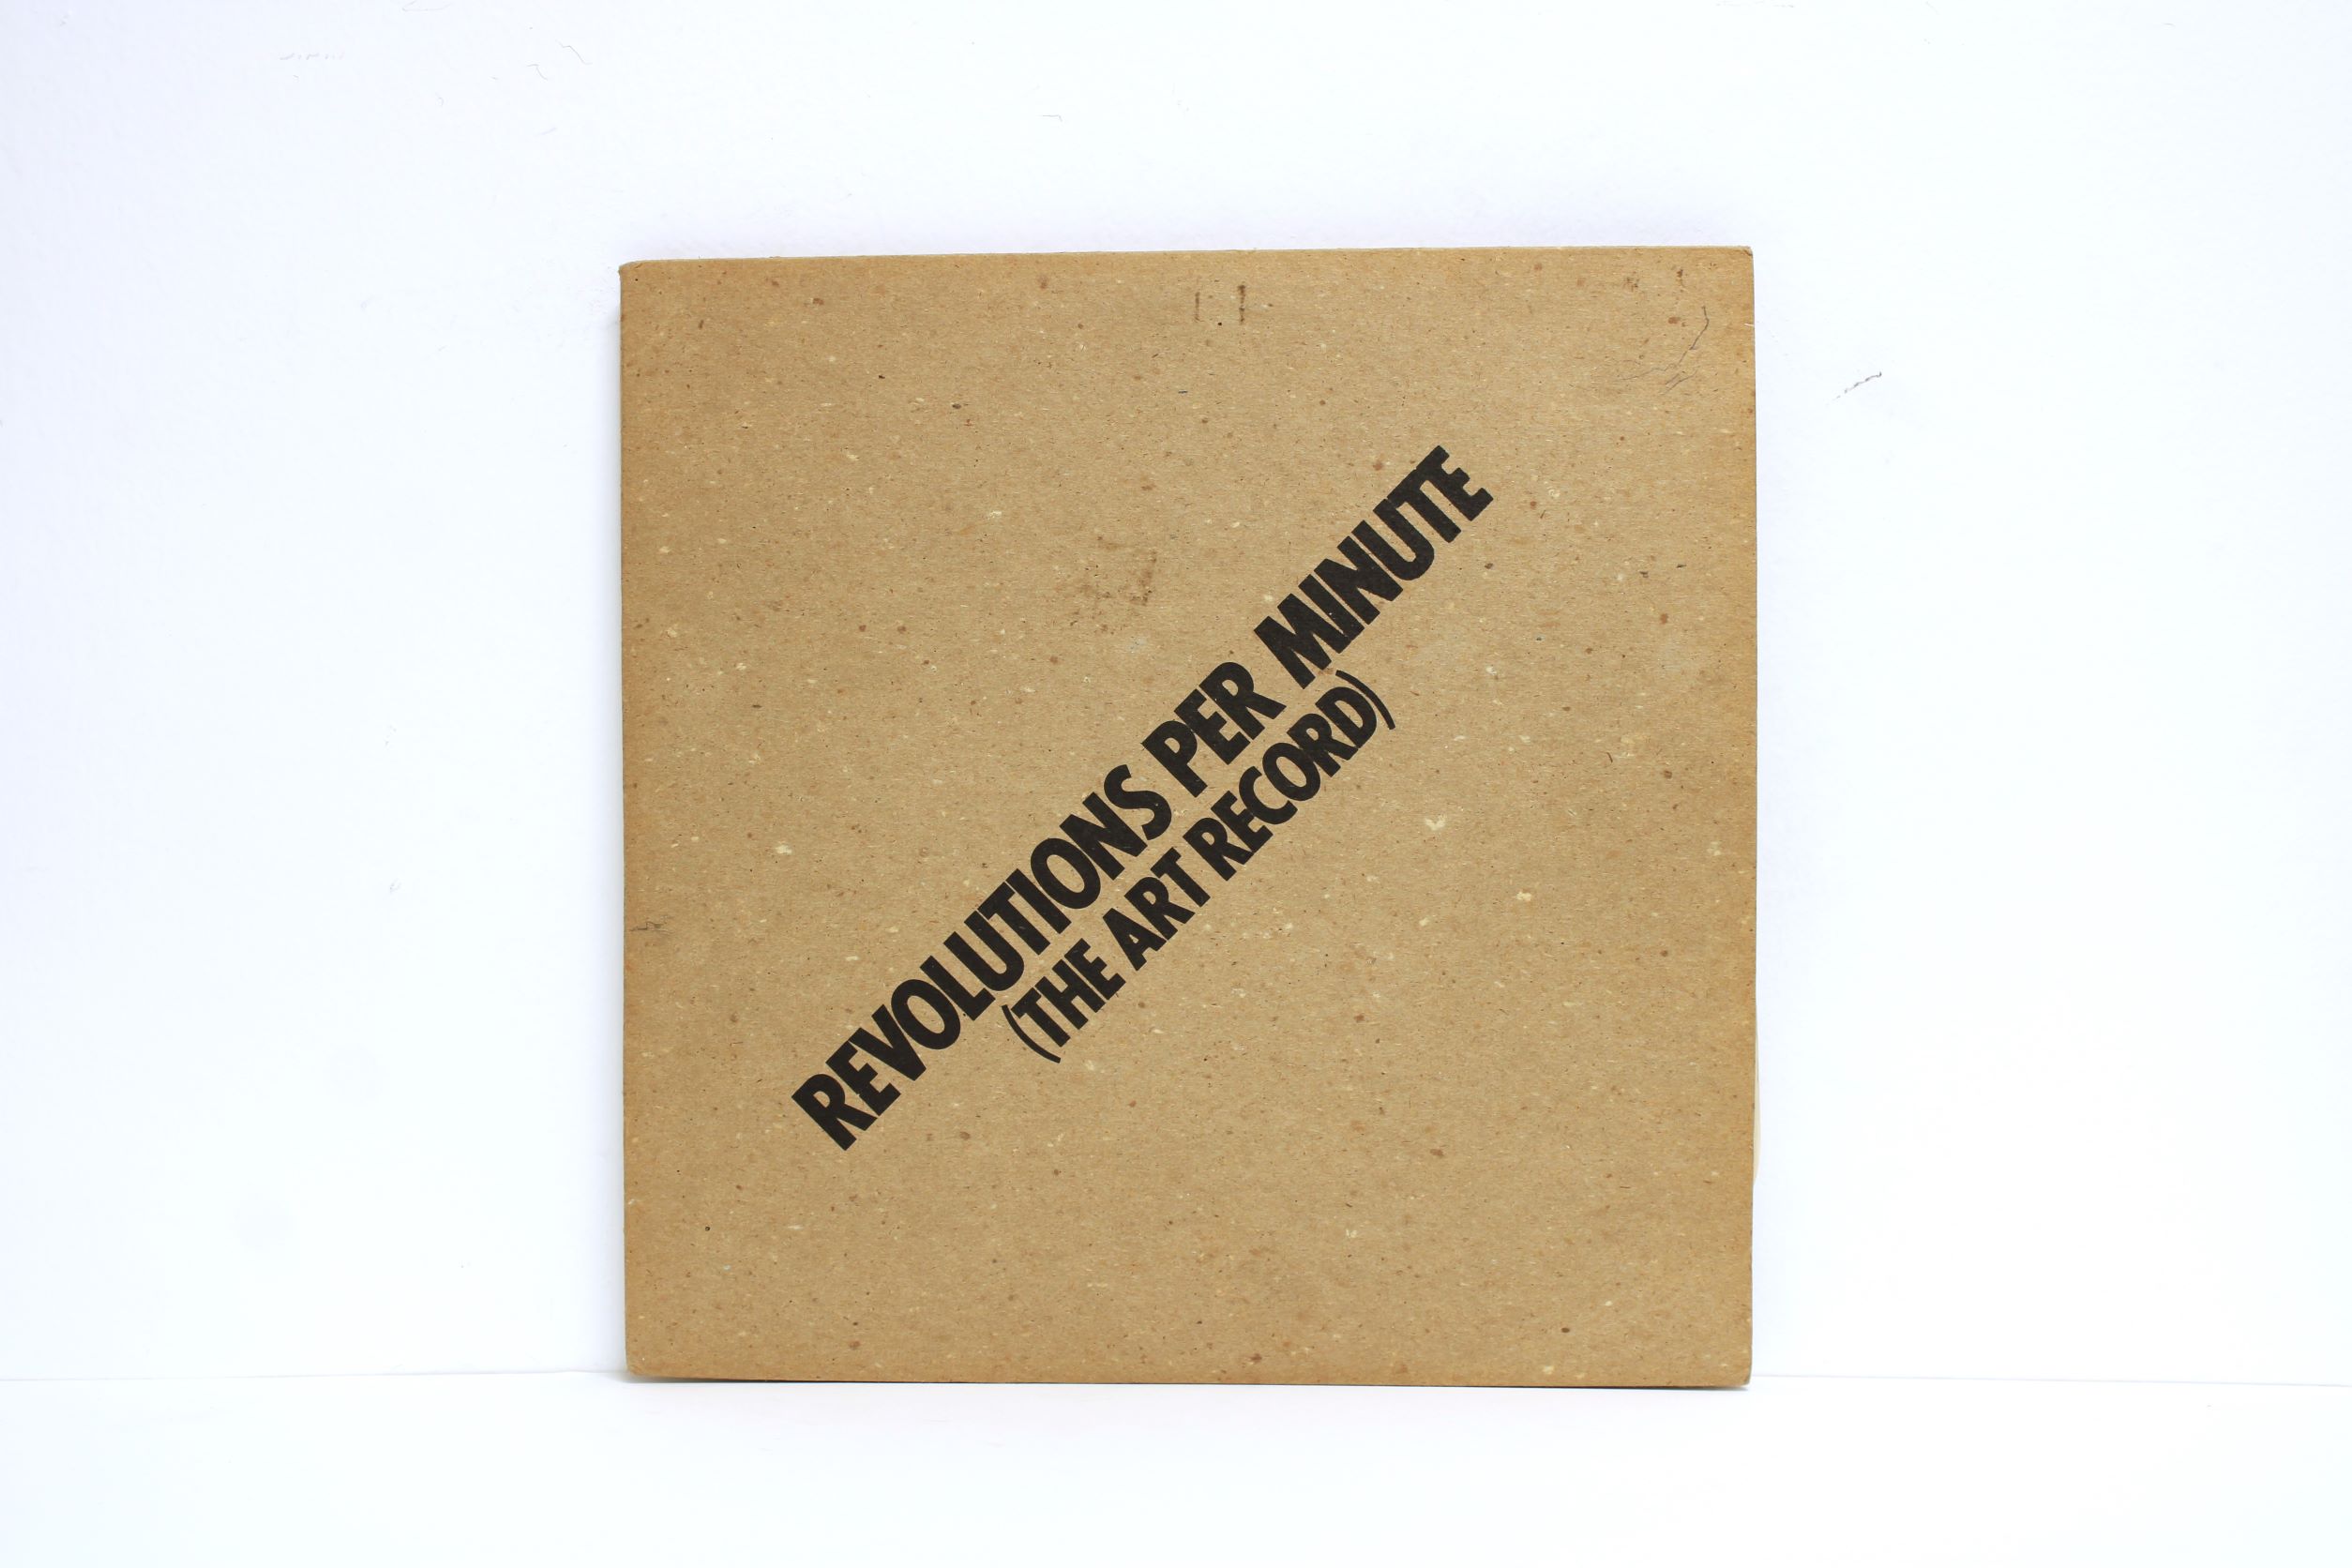 REVOLUTIONS PER MINUTE
(THE ART RECORD)